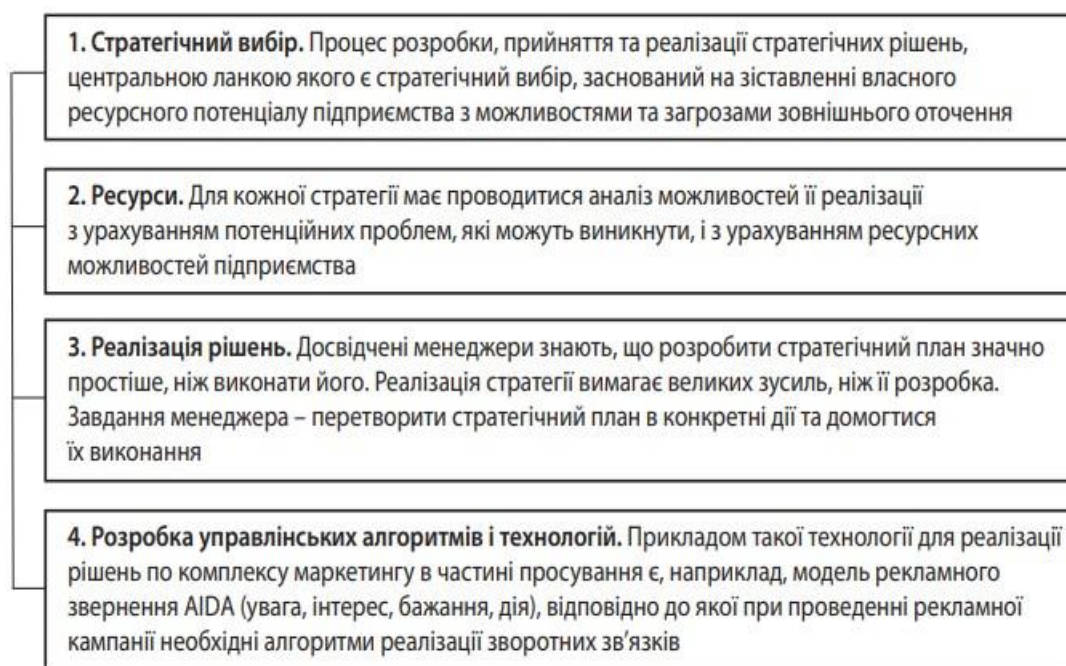 1. Стратегічний вибір. Процес розробки, прийняття та реалізації стратегічних рішень,
центральною ланкою якого є стратегічний вибір, заснований на зіставленні власного
ресурсного потенціалу підприємства з можливостями та загрозами зовнішнього оточення
2. Ресурси. Для кожної стратегії має проводитися аналіз можливостей її реалізації
з урахуванням потенційних проблем, які можуть виникнути, і з урахуванням ресурсних
можливостей підприємства
3. Реалізація рішень. Досвідчені менеджери знають, що розробити стратегічний план значно
простіше, ніж виконати його. Реалізація стратегії вимагає великих зусиль, ніж її розробка.
Завдання менеджера – перетворити стратегічний план в конкретні дії та домогтися
їх виконання
4. Розробка управлінських алгоритмів і технологій. Прикладом такої технології для реалізації
рішень по комплексу маркетингу в частині просування є, наприклад, модель рекламного
звернення AIDA (увага, інтерес, бажання, дія), відповідно до якої при проведенні рекламної
кампанії необхідні алгоритми реалізації зворотних зв’язків